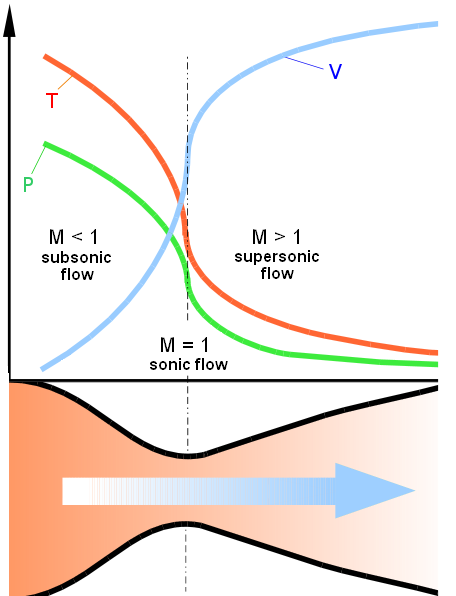 V
T
P
M < 1
subsonic
flow
M > 1
supersonic
flow
M = 1
sonic flow